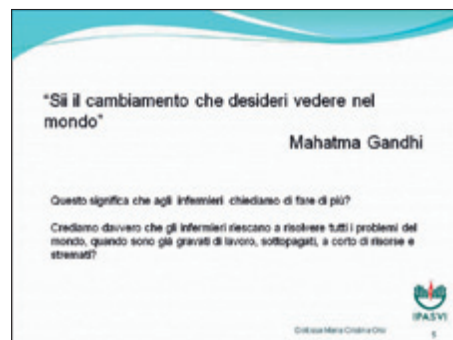 "Sii il cambiamento che desideri vedere nel
mondo"
Mahatma Gandhi
Questo significa che agli infermieri chiediamo di fare di più?
Crediamo davvero che gli infermieri riescano a risolvere tutti i problemi del
mondo, quando sono già gravati di lavoro, sottopagati, a corto di risorse e
stremati?
IPASVI
Maria Cristina
5